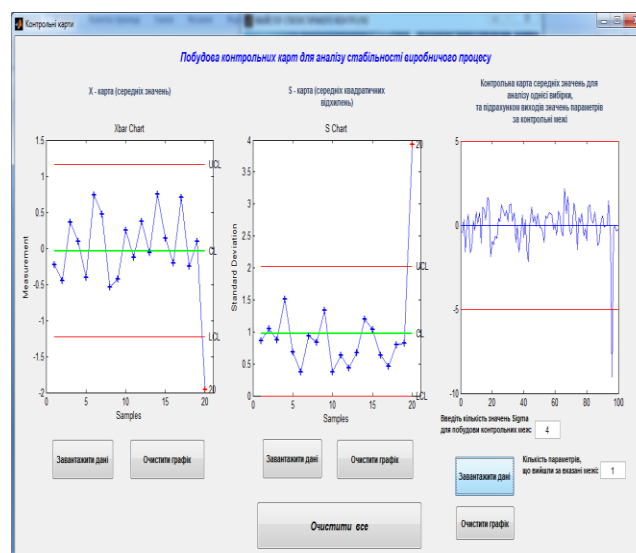 Контрольні карти
Побудова контрольних карт для аналізу стабільності виробничого процесу
X - карта (середніх значень)
S - карта (середніх квадратичних
відхилень)
Контрольна карта середніх значень для
аналізу однієї вибірки,
та підрахунком виходів значень параметрів
за контрольні межі
Xbar Chart
S Chart
1.5
1
0.5
0
-0.5
-1
-1.5
-2
Measurement
UCL
CL
LCL
20
0 5 10 15 20
Samples
4
3.5
3
2.5
2
1.5
1
0.5
0
Standard Deviation
20
UCL
CL
LCL
0 5 10 15 20
Samples
5
0
-5
-10
0 20 40 60 80 100
Введіть кількість значень Sigma
для побудови контрольних меж:
4
Кількість параметрів,
що вийшли за вказані межі:
1
Завантажити дані
Очистити графік
Завантажити дані
Очистити графік
Завантажити дані
Очистити графік
Очистити все